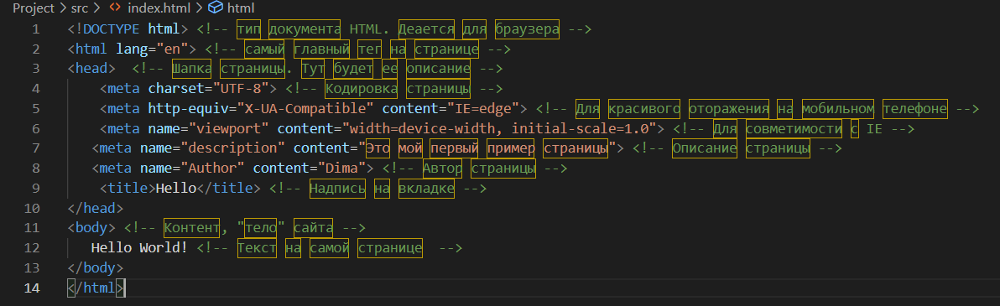 Project > src > <> index.html > html
1 <!DOCTYPE html> <!-- тип документа HTML. Деается для браузера -->
2 <html lang="en"> <!-- самый главный тег на странице -->
3 <head>  <!-- Шапка страницы. Тут будет ее описание -->
4     <meta charset="UTF-8"> <!-- Кодировка страницы -->
5     <meta http-equiv="X-UA-Compatible" content="IE=edge"> <!-- Для красивого оторажения на мобильном телефоне -->
6     <meta name="viewport" content="width=device-width, initial-scale=1.0"> <!-- Для совметимости с IE -->
7    <meta name="description" content="Это мой первый пример страницы"> <!-- Описание страницы -->
8    <meta name="Author" content="Dima"> <!-- Автор страницы -->
9     <title>Hello</title> <!-- Надпись на вкладке -->
10 </head>
11 <body> <!-- Контент, "тело" сайта -->
12    Hello World! <!-- Текст на самой странице  -->
13 </body>
14 </html>